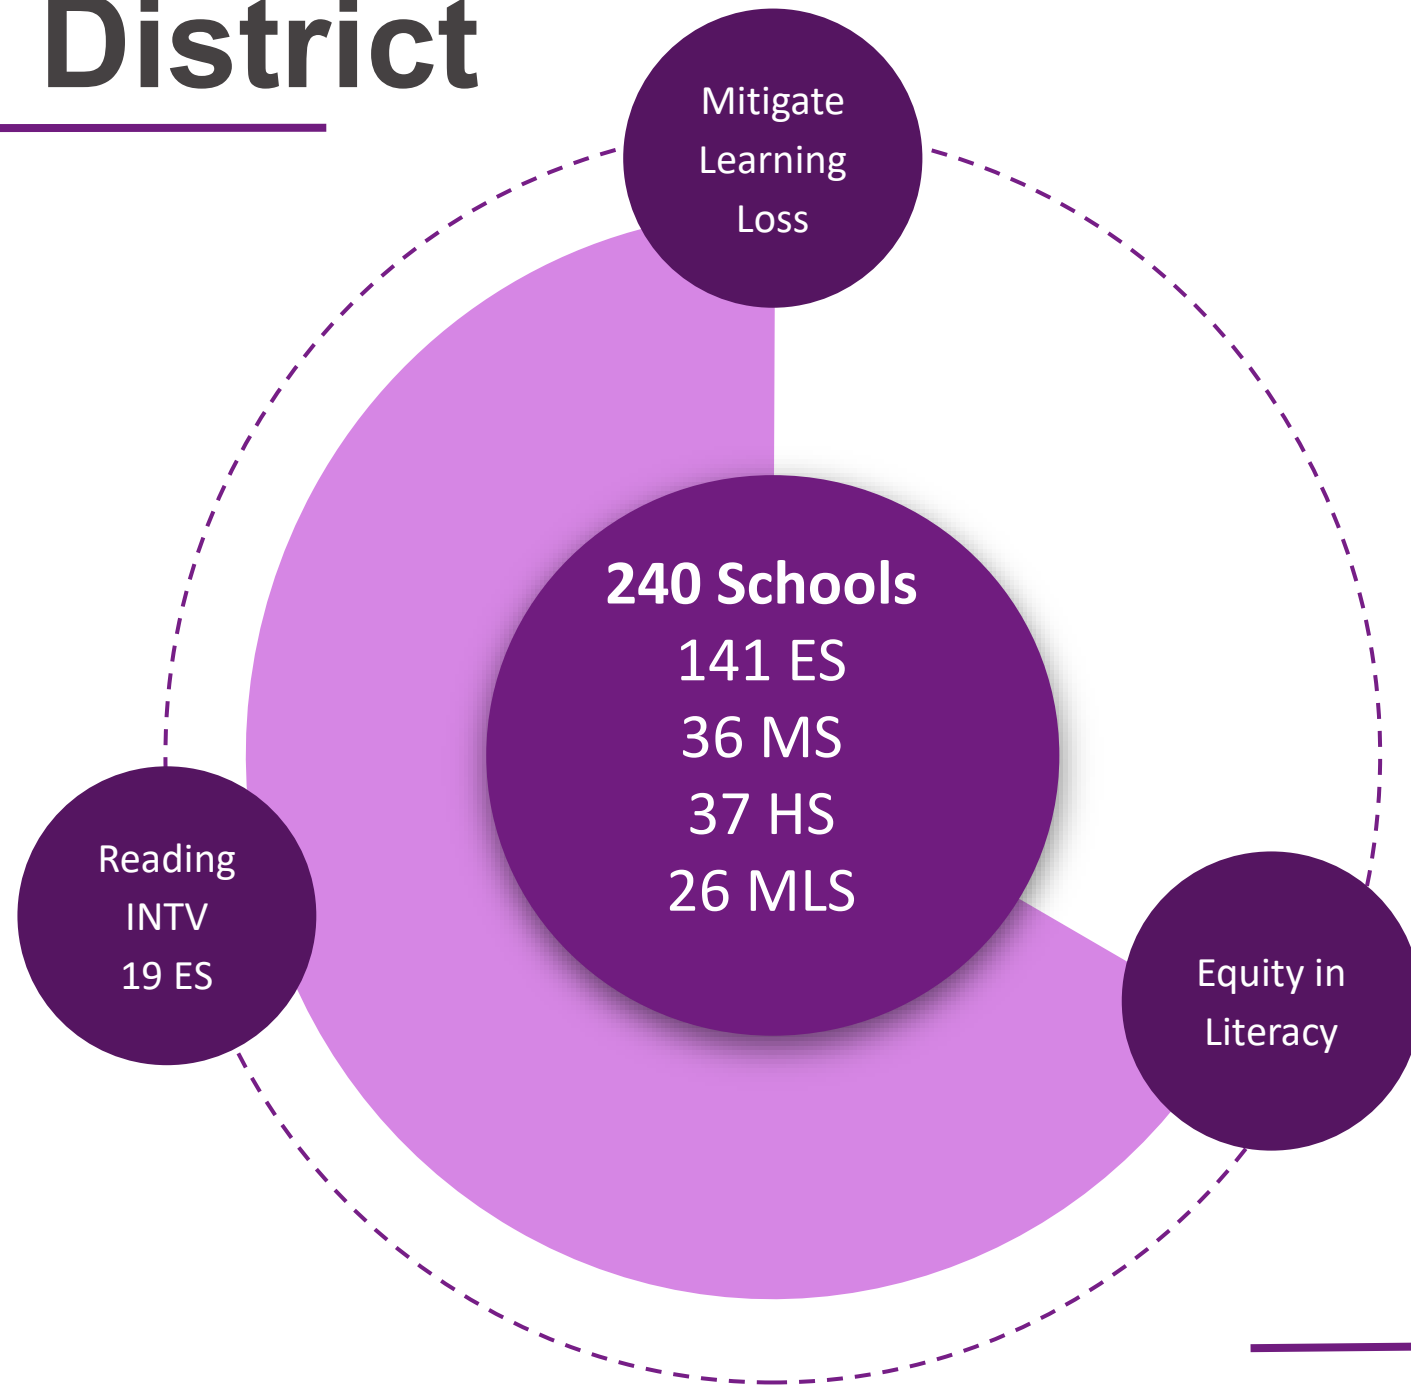 District
Mitigate
Learning
Loss
240 Schools
141 ES
36 MS
37 HS
26 MLS
Reading
INTV
19 ES
Equity in
Literacy